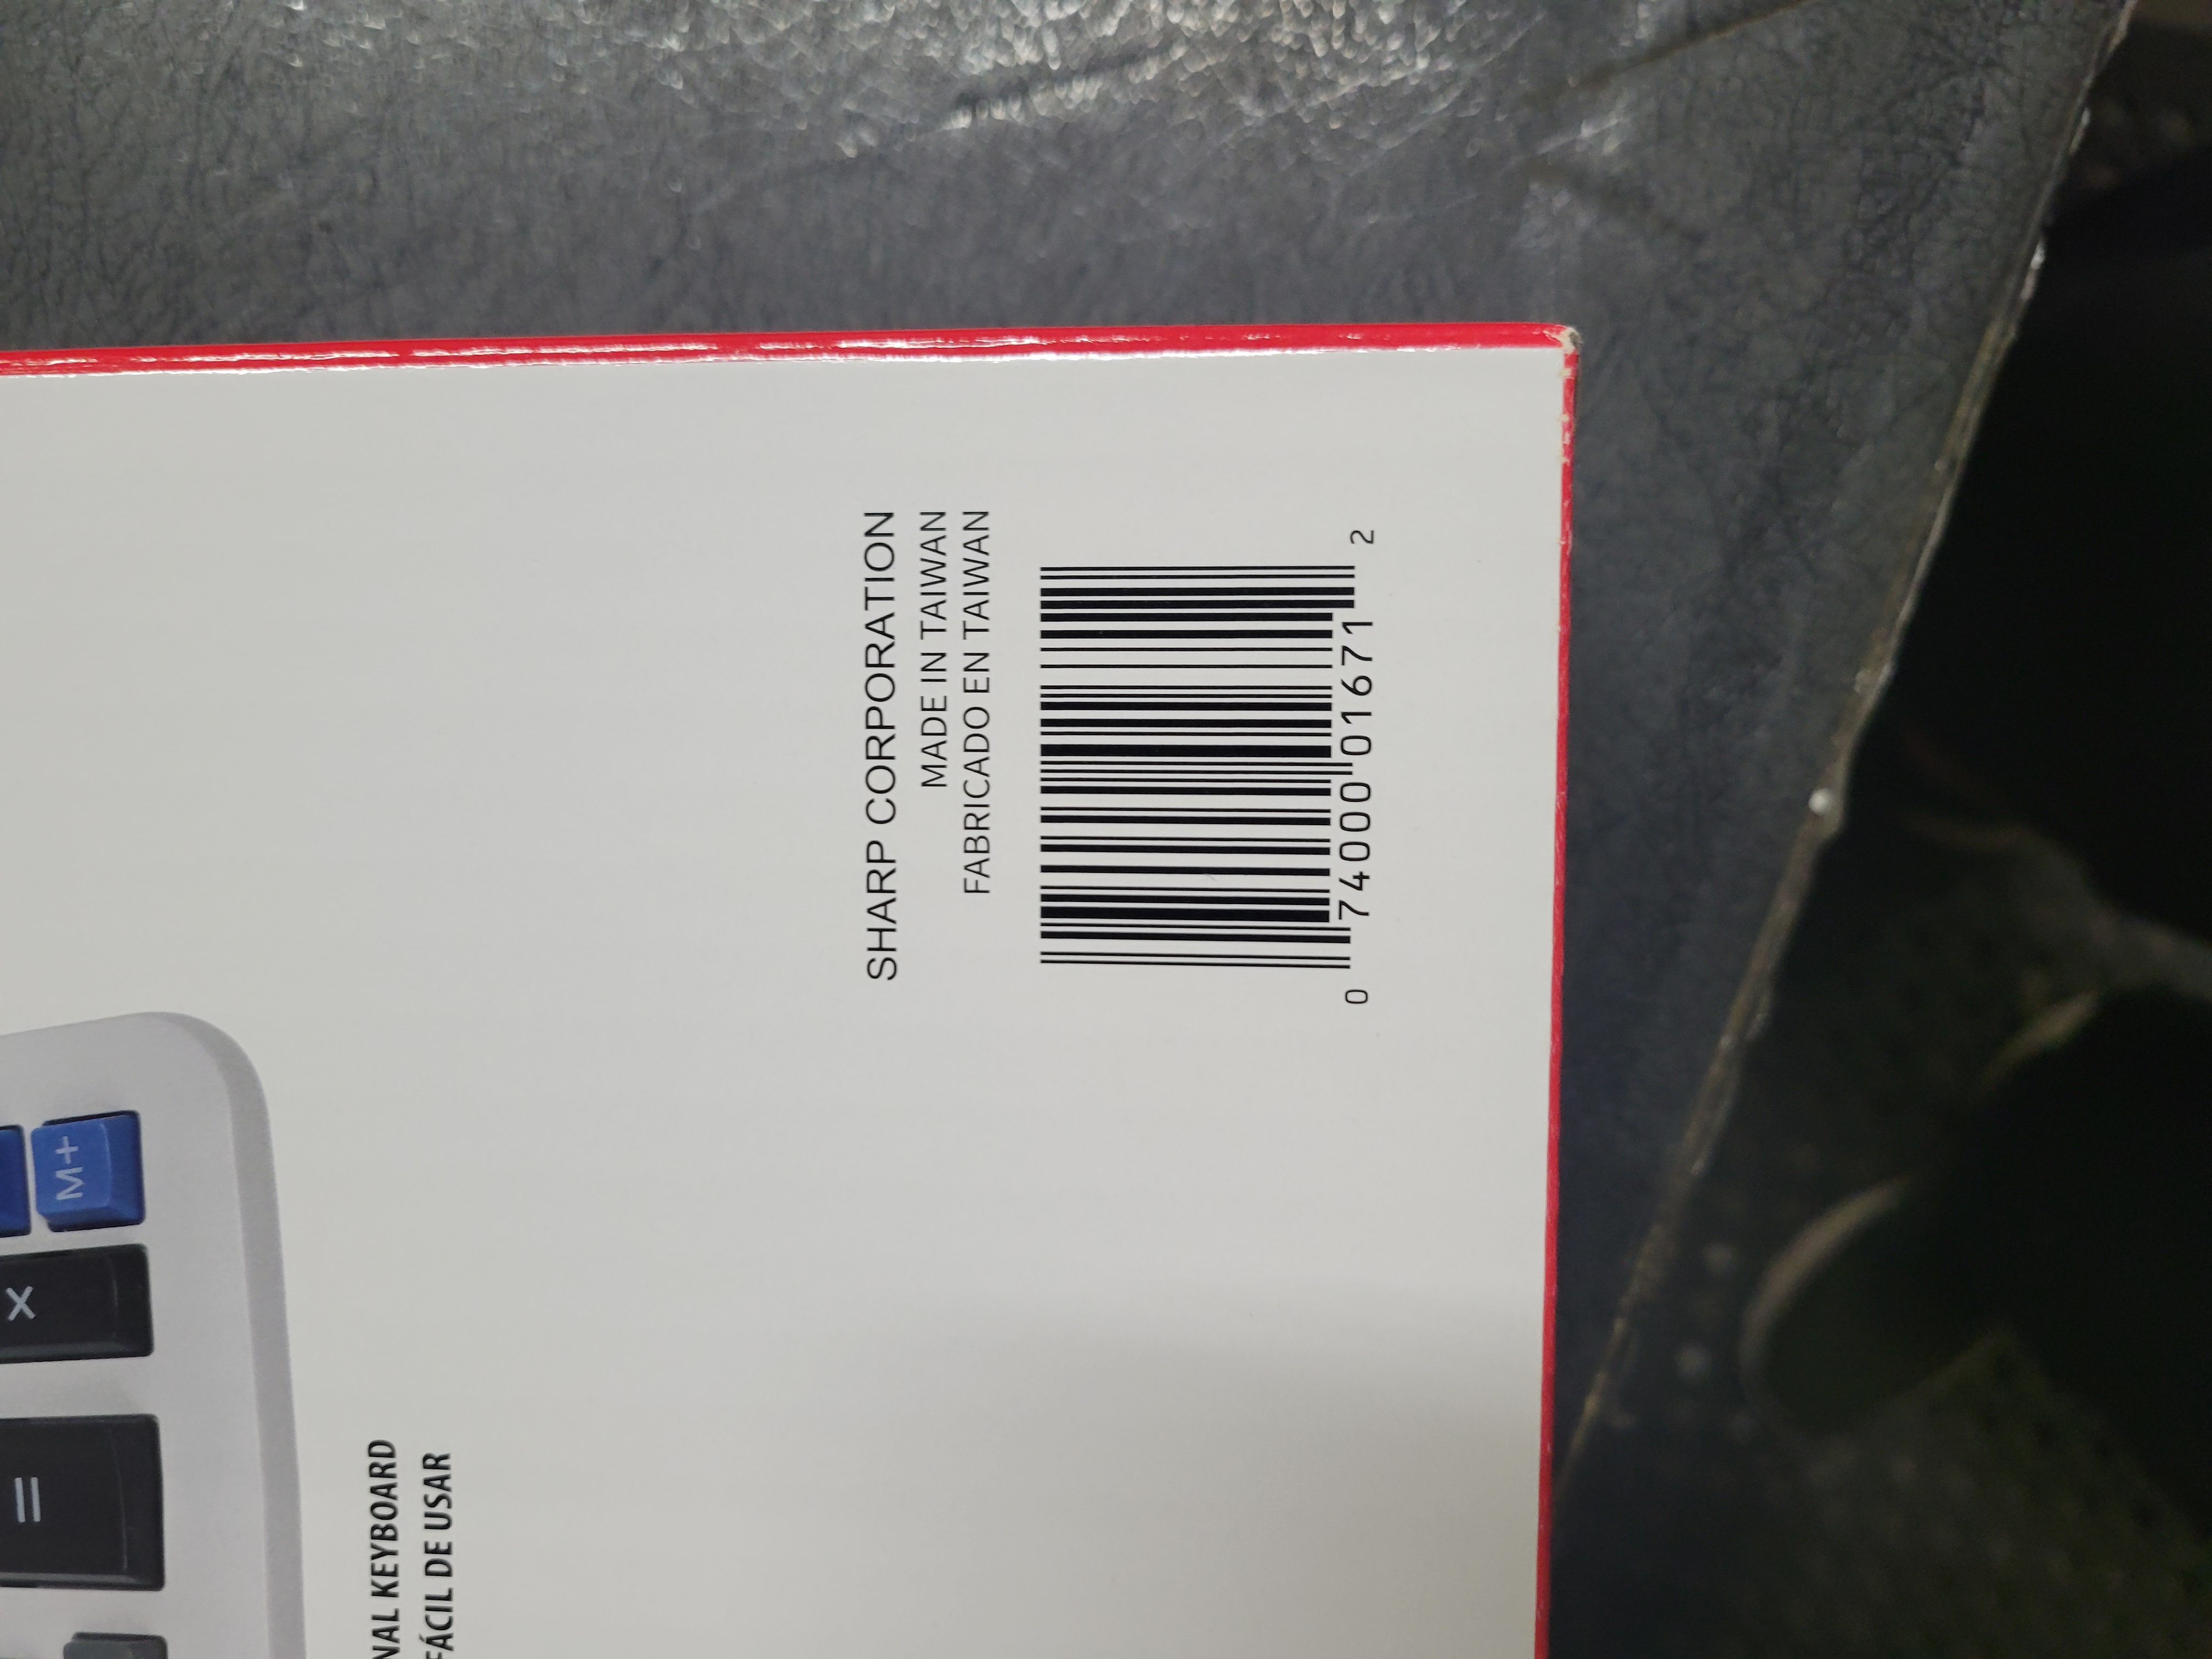 SHARP CORPORATION
MADE IN TAIWAN
FABRICADO EN TAIWAN
0 74000 01671 2
M+
X
=
NAL KEYBOARD
FÁCIL DE USAR